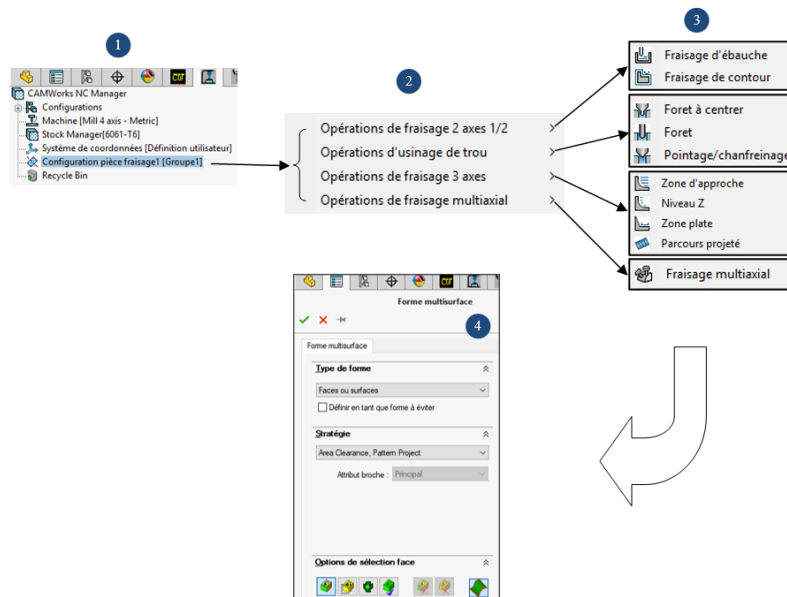 1
CAMWorks NC Manager
Configurations
Machine [Mill 4 axis - Metric]
Stock Manager[6061-T6]
Système de coordonnées [Définition utilisateur]
Configuration pièce fraisage1 [Groupe1]
Recycle Bin
2
Opérations de fraisage 2 axes 1/2
Opérations d'usinage de trou
Opérations de fraisage 3 axes
Opérations de fraisage multiaxial
3
Fraisage d'ébauche
Fraisage de contour
Foret à centrer
Foret
Pointage/chanfreinage
Zone d'approche
Niveau Z
Zone plate
Parcours projeté
Fraisage multiaxial
Forme multisurface
4
Forme multisurface
Type de forme
Faces ou surfaces
Définir en tant que forme à éviter
Stratégie
Area Clearance, Pattern Project
Attribut broche : Principal
Options de sélection face